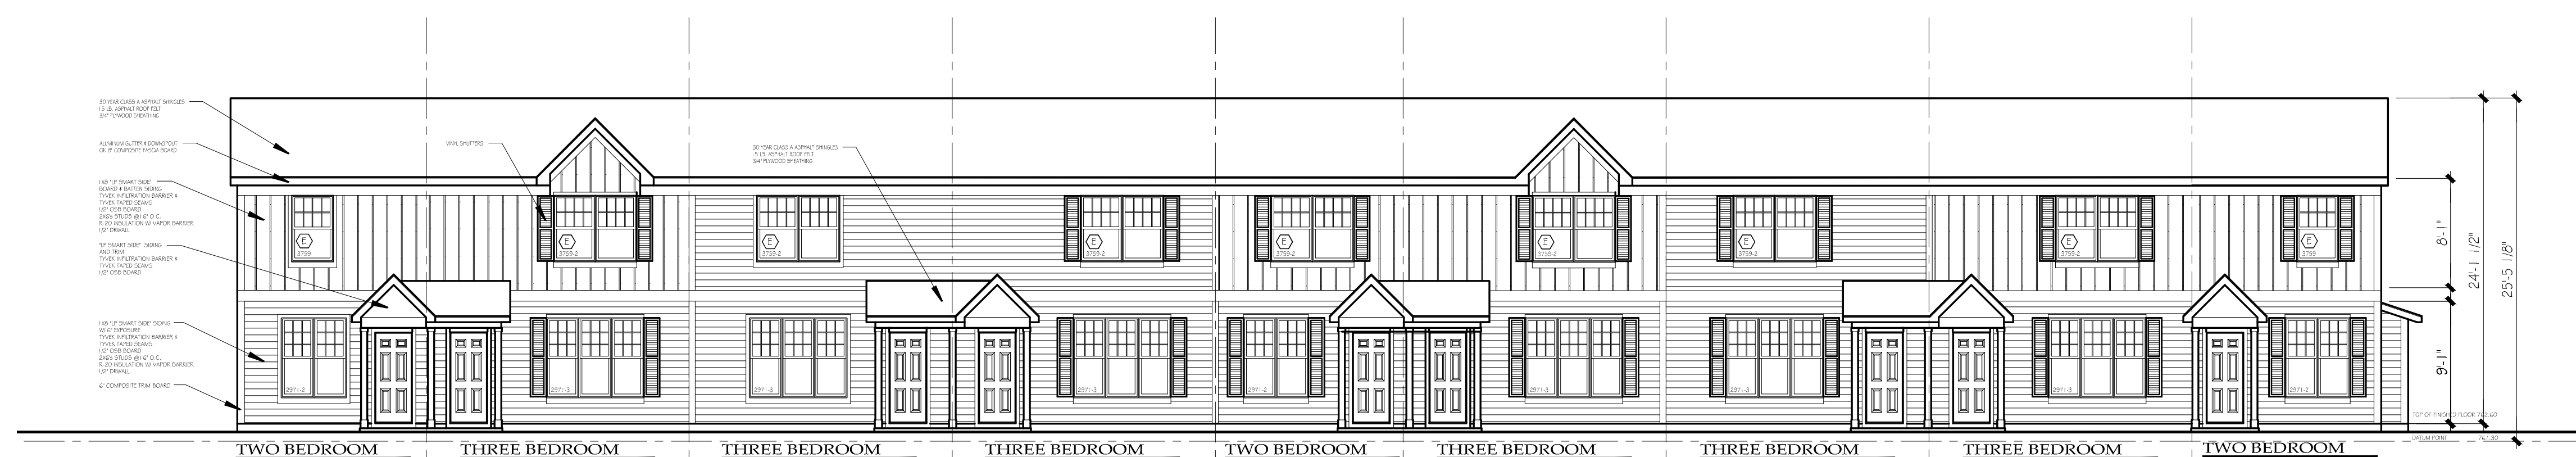 30 YEAR CLASS A ASPHALT SHINGLES
15 LB. ASPHALT ROOF FELT
3/4" PLYWOOD SHEATHING
ALUMINUM GUTTER & DOWNSPOUT
ON 8" COMPOSITE FASCIA BOARD
1X8 "LP SMART SIDE"
BOARD & BATTEN SIDING
TYVEK INFILTRATION BARRIER &
TYVEK TAPED SEAMS
1/2" OSB BOARD
2X6's STUDS @16" O.C.
R-20 INSULATION W/ VAPOR BARRIER
1/2" DRWALL
"LP SMART SIDE" SIDING
AND TRIM
TYVEK INFILTRATION BARRIER &
TYVEK TAPED SEAMS
1/2" OSB BOARD
1X8 "LP SMART SIDE" SIDING
W/ 6" EXPOSURE
TYVEK INFILTRATION BARRIER &
TYVEK TAPED SEAMS
1/2" OSB BOARD
2X6's STUDS @16" O.C.
R-20 INSULATION W/ VAPOR BARRIER
1/2" DRWALL
6" COMPOSITE TRIM BOARD
VINYL SHUTTERS
30 YEAR CLASS A ASPHALT SHINGLES
15 LB. ASPHALT ROOF FELT
3/4" PLYWOOD SHEATHING
E
3759
E
3759-2
E
3759-2
E
3759-2
E
3759-2
E
3759-2
E
3759-2
E
3759-2
E
3759
2971-2
2971-3
2971-3
2971-3
2971-2
2971-3
2971-3
2971-3
2971-2
8'-1"
9'-1"
24'-1 1/2"
25'-5 1/8"
TOP OF FINISHED FLOOR 762.60
DATUM POINT 761.30
TWO BEDROOM
THREE BEDROOM
THREE BEDROOM
THREE BEDROOM
TWO BEDROOM
THREE BEDROOM
THREE BEDROOM
THREE BEDROOM
TWO BEDROOM